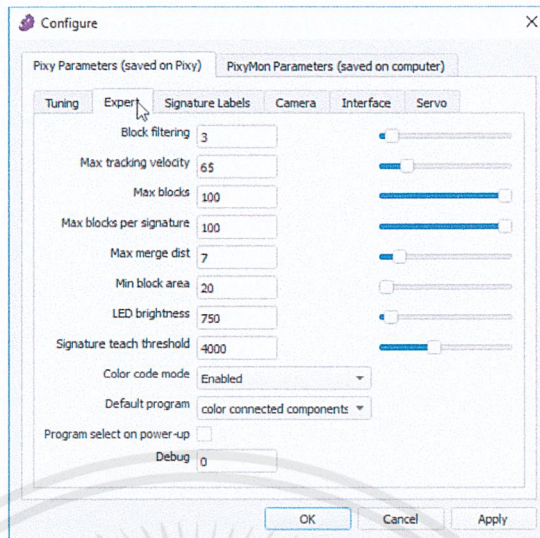 Configure
Pixy Parameters (saved on Pixy) PixyMon Parameters (saved on computer)
Tuning Expert Signature Labels Camera Interface Servo
Block filtering 3
Max tracking velocity 65
Max blocks 100
Max blocks per signature 100
Max merge dist 7
Min block area 20
LED brightness 750
Signature teach threshold 4000
Color code mode Enabled
Default program color connected components
Program select on power-up
Debug 0
OK Cancel Apply